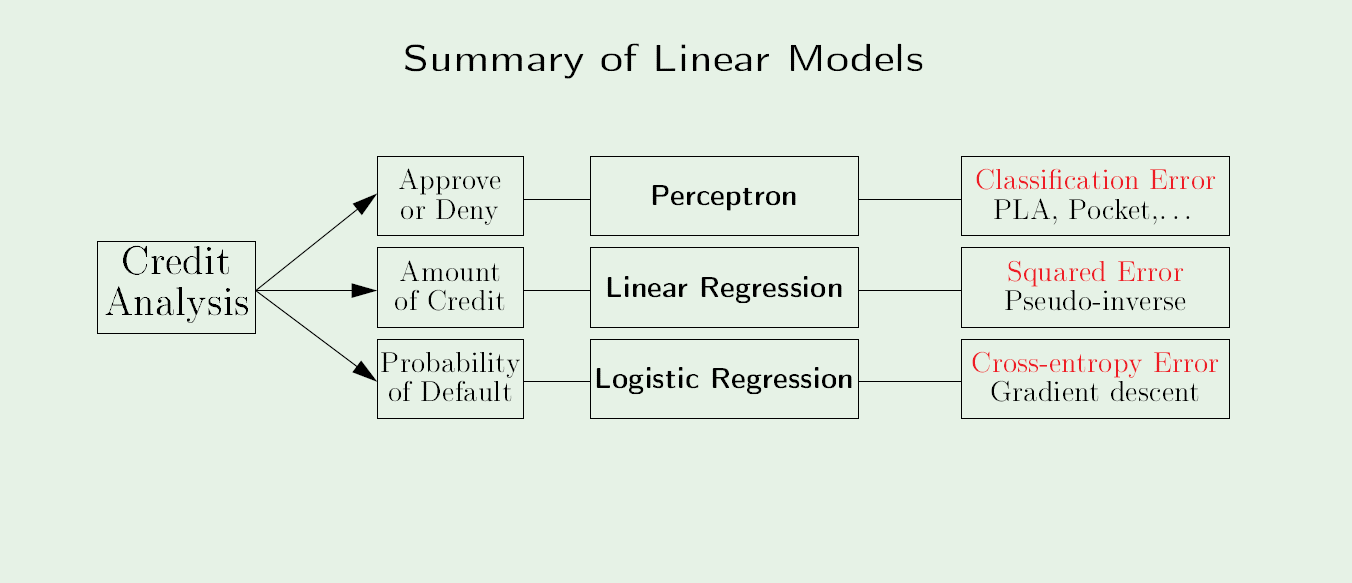 Summary of Linear Models
Credit
Analysis
Approve
or Deny
Perceptron
Classification Error
PLA, Pocket,...
Amount
of Credit
Linear Regression
Squared Error
Pseudo-inverse
Probability
of Default
Logistic Regression
Cross-entropy Error
Gradient descent